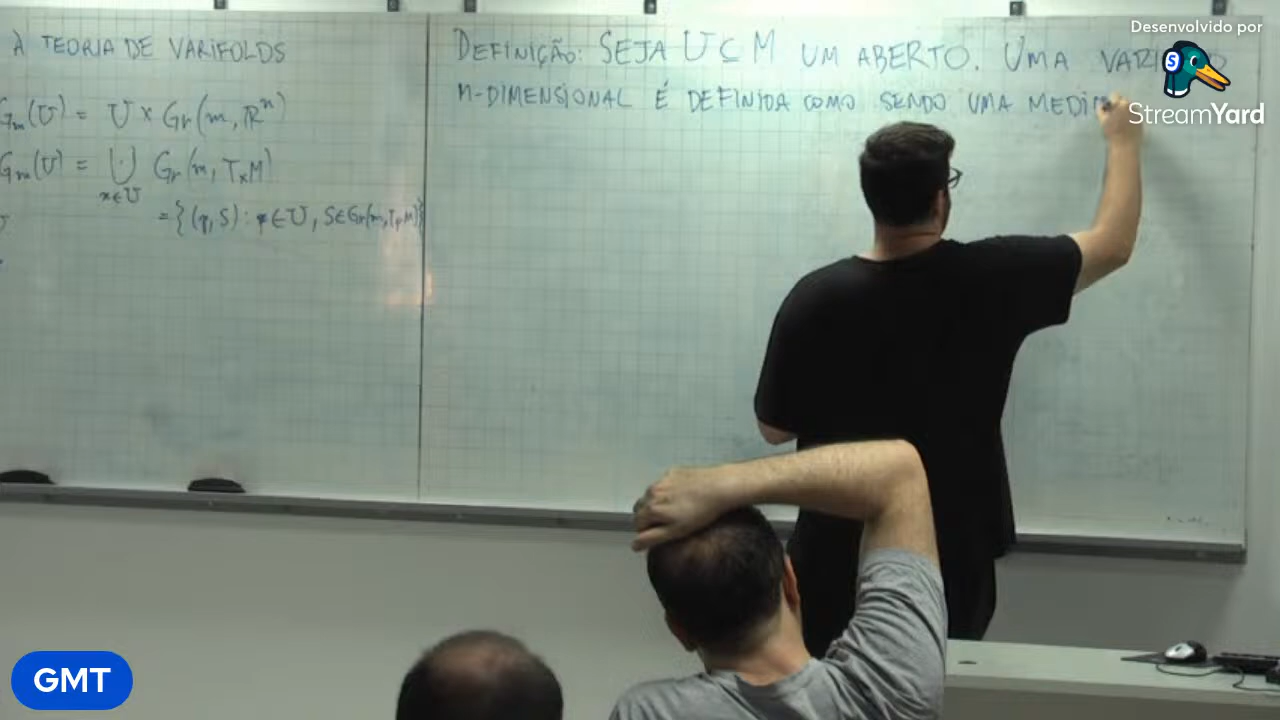 À TEORIA DE VARIFOLDS
Gm(U) = U × Gr(m, ℝⁿ)
Gm(U) = ⋃ Gr(m, TₓM)
x∈U
= {(p, S) : p ∈ U, S ∈ Gr(m, TₚM)}
DEFINIÇÃO: SEJA U ⊆ M UM ABERTO. UMA
M-DIMENSIONAL É DEFINIDA COMO SENDO UMA
Desenvolvido por
StreamYard
GMT